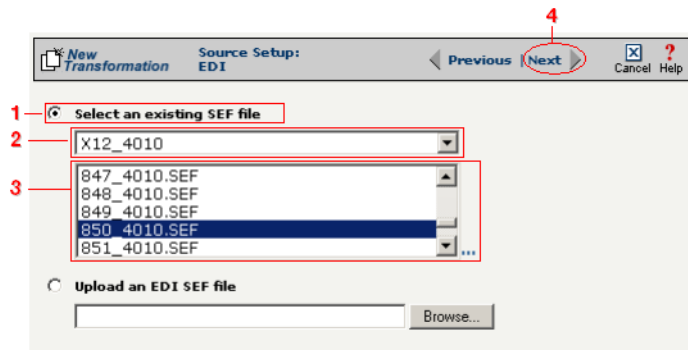 4
New Transformation
Source Setup: EDI
Previous | Next
Cancel Help
1 Select an existing SEF file
2 X12_4010
3
847_4010.SEF
848_4010.SEF
849_4010.SEF
850_4010.SEF
851_4010.SEF
...
Upload an EDI SEF file
Browse...